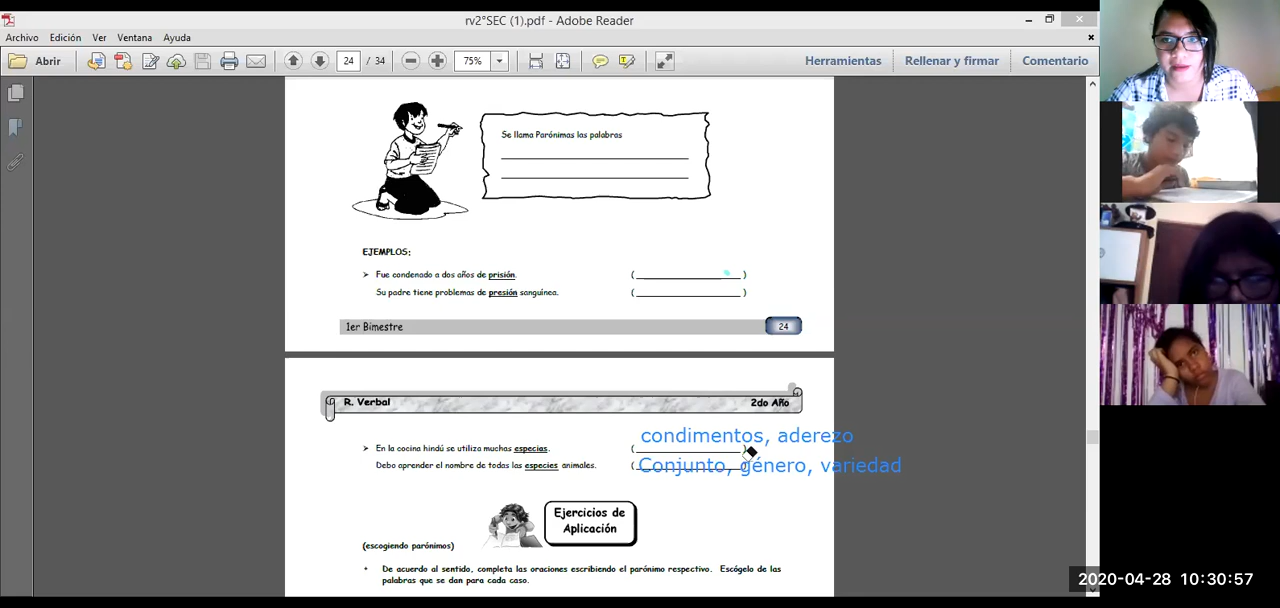 rv2°SEC (1).pdf - Adobe Reader
Archivo Edición Ver Ventana Ayuda
Abrir 24 / 34 75% Herramientas Rellenar y firmar Comentario
Se llama Parónimas las palabras
EJEMPLOS:
➢ Fue condenado a dos años de prisión. ( ____________ )
Su padre tiene problemas de presión sanguínea. ( ____________ )
1er Bimestre 24
R. Verbal 2do Año
condimentos, aderezo
➢ En la cocina hindú se utiliza muchas especias. ( ____________ )
Debo aprender el nombre de todas las especies animales. ( Conjunto, género, variedad
Ejercicios de
Aplicación
(escogiendo parónimos)
• De acuerdo al sentido, completa las oraciones escribiendo el parónimo respectivo. Escógelo de las
palabras que se dan para cada caso.
2020-04-28 10:30:57